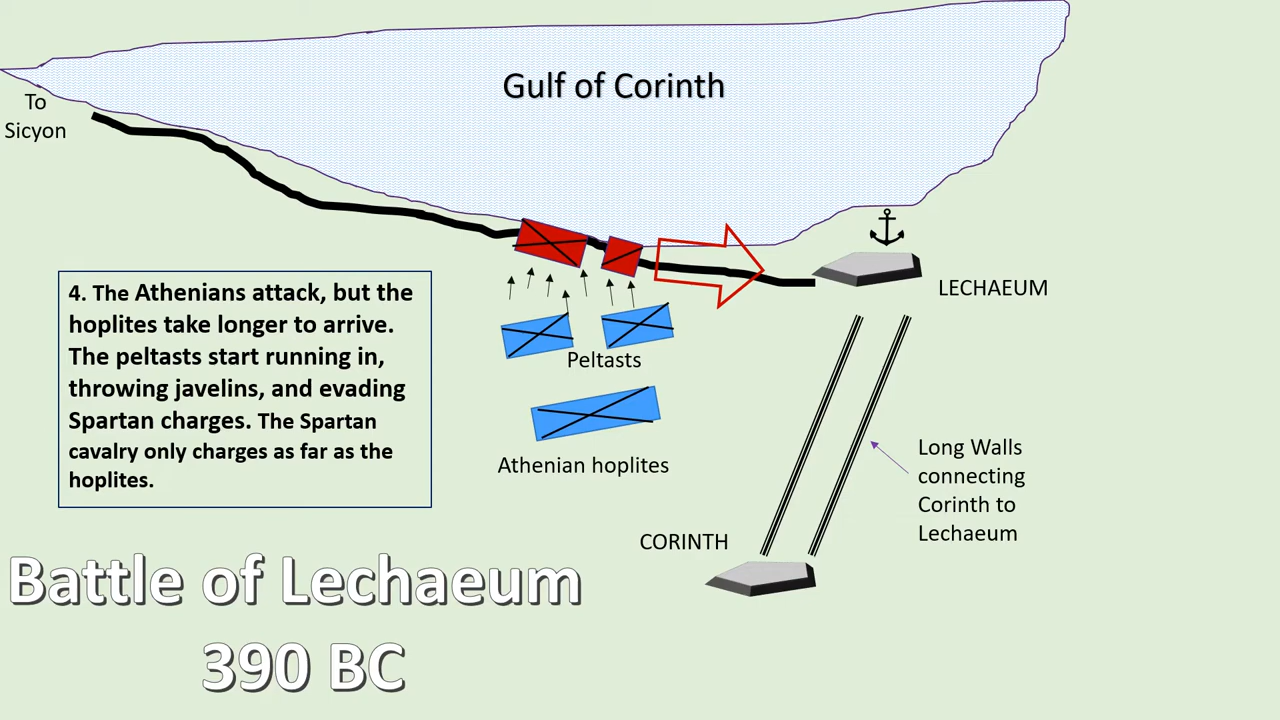 Gulf of Corinth
To
Sicyon
LECHAEUM
4. The Athenians attack, but the
hoplites take longer to arrive.
The peltasts start running in,
throwing javelins, and evading
Spartan charges. The Spartan
cavalry only charges as far as the
hoplites.
Peltasts
Athenian hoplites
Long Walls
connecting
Corinth to
Lechaeum
CORINTH
Battle of Lechaeum
390 BC